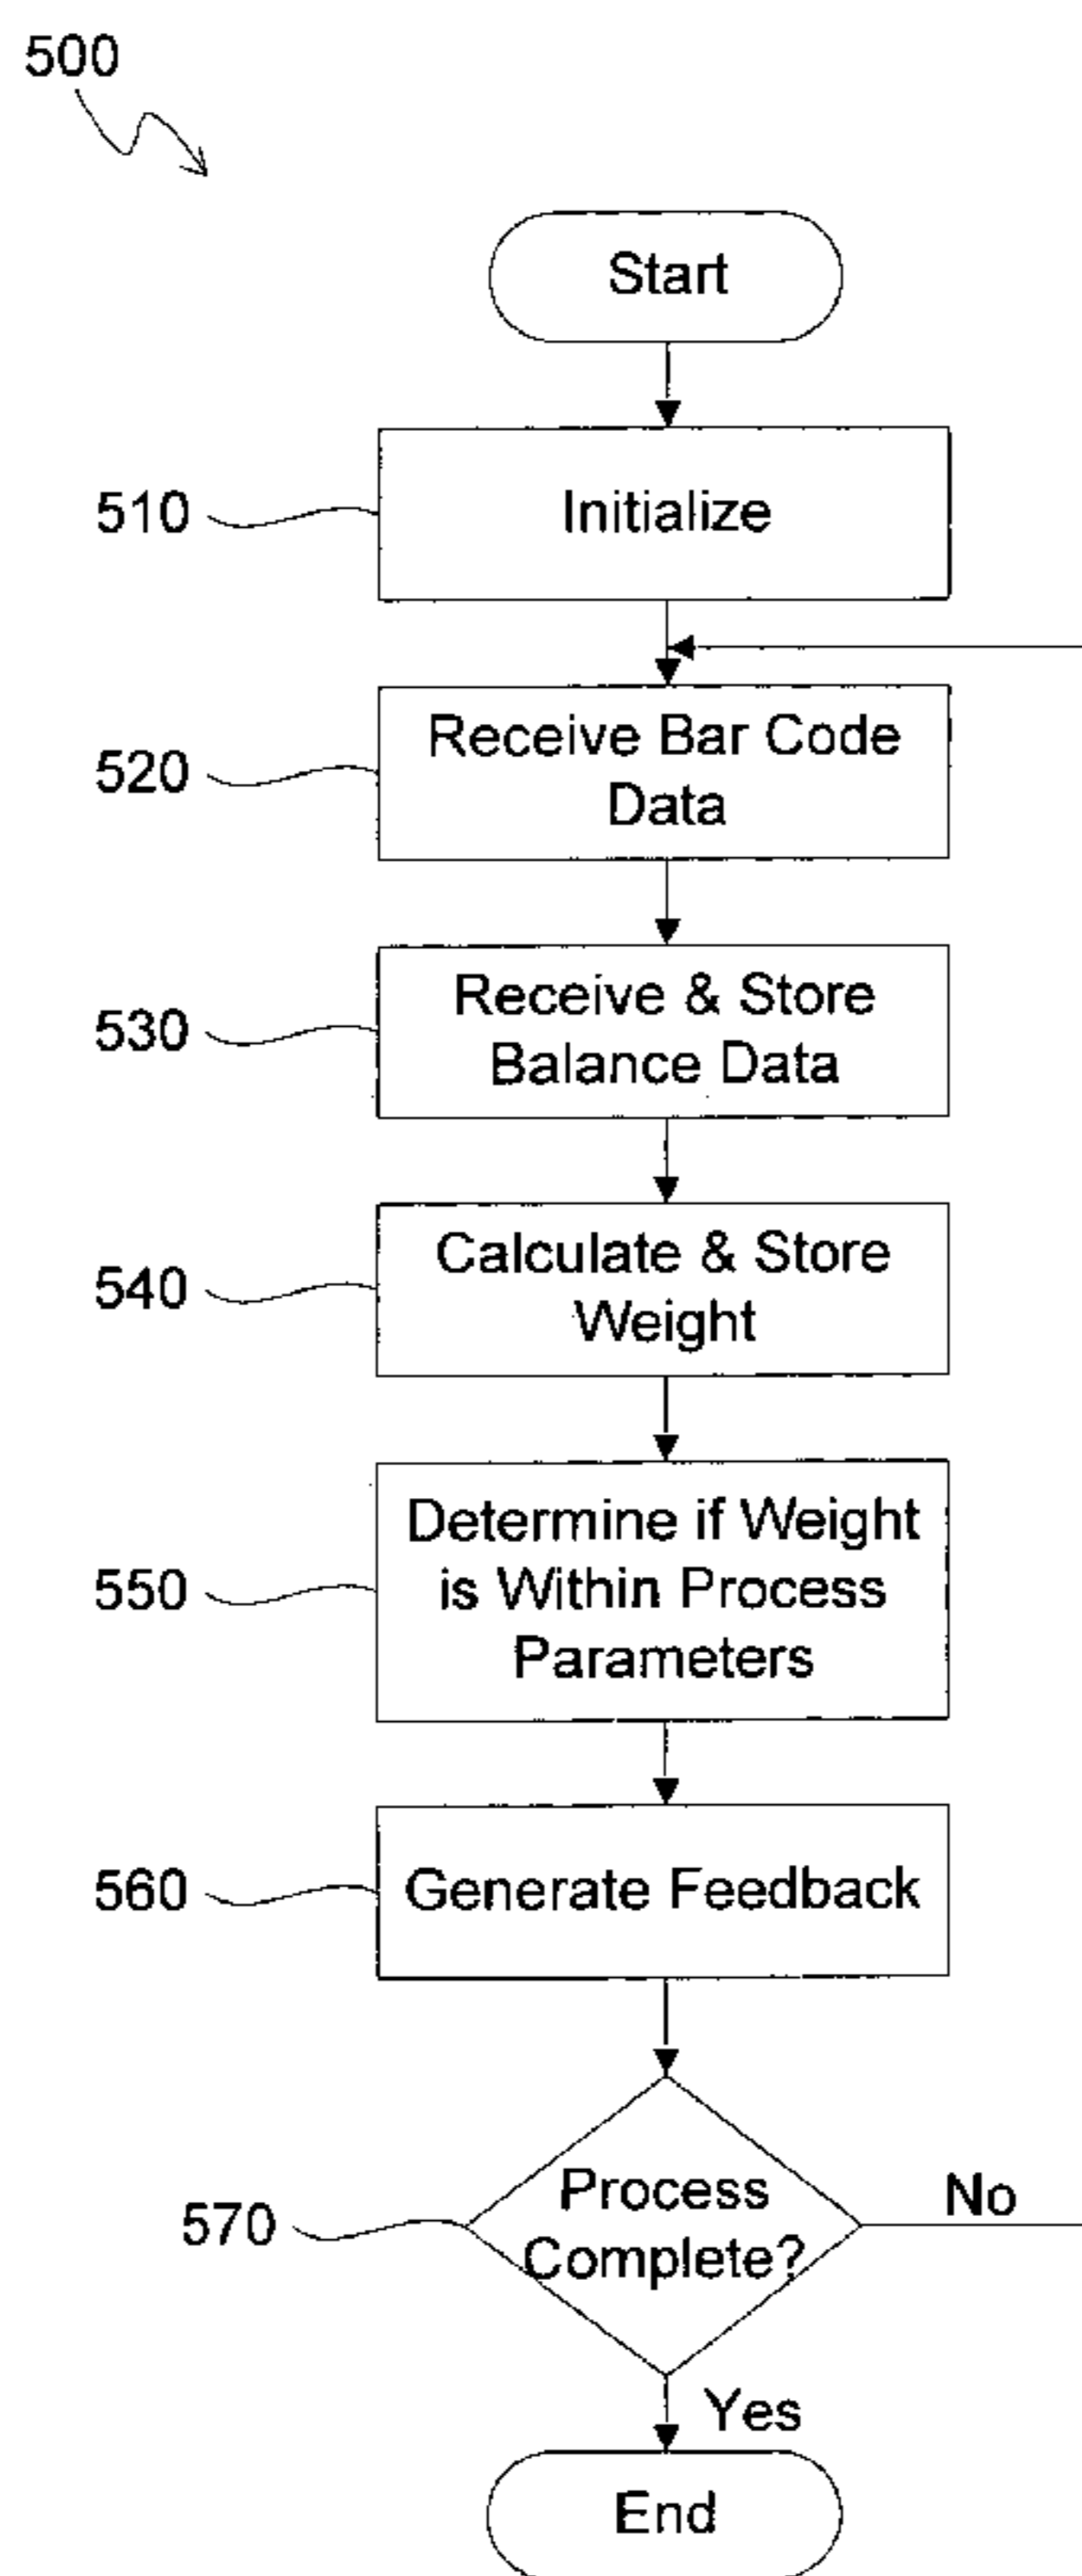 500
Start
510
Initialize
520
Receive Bar Code
Data
530
Receive & Store
Balance Data
540
Calculate & Store
Weight
550
Determine if Weight
is Within Process
Parameters
560
Generate Feedback
570
Process
Complete?
No
Yes
End